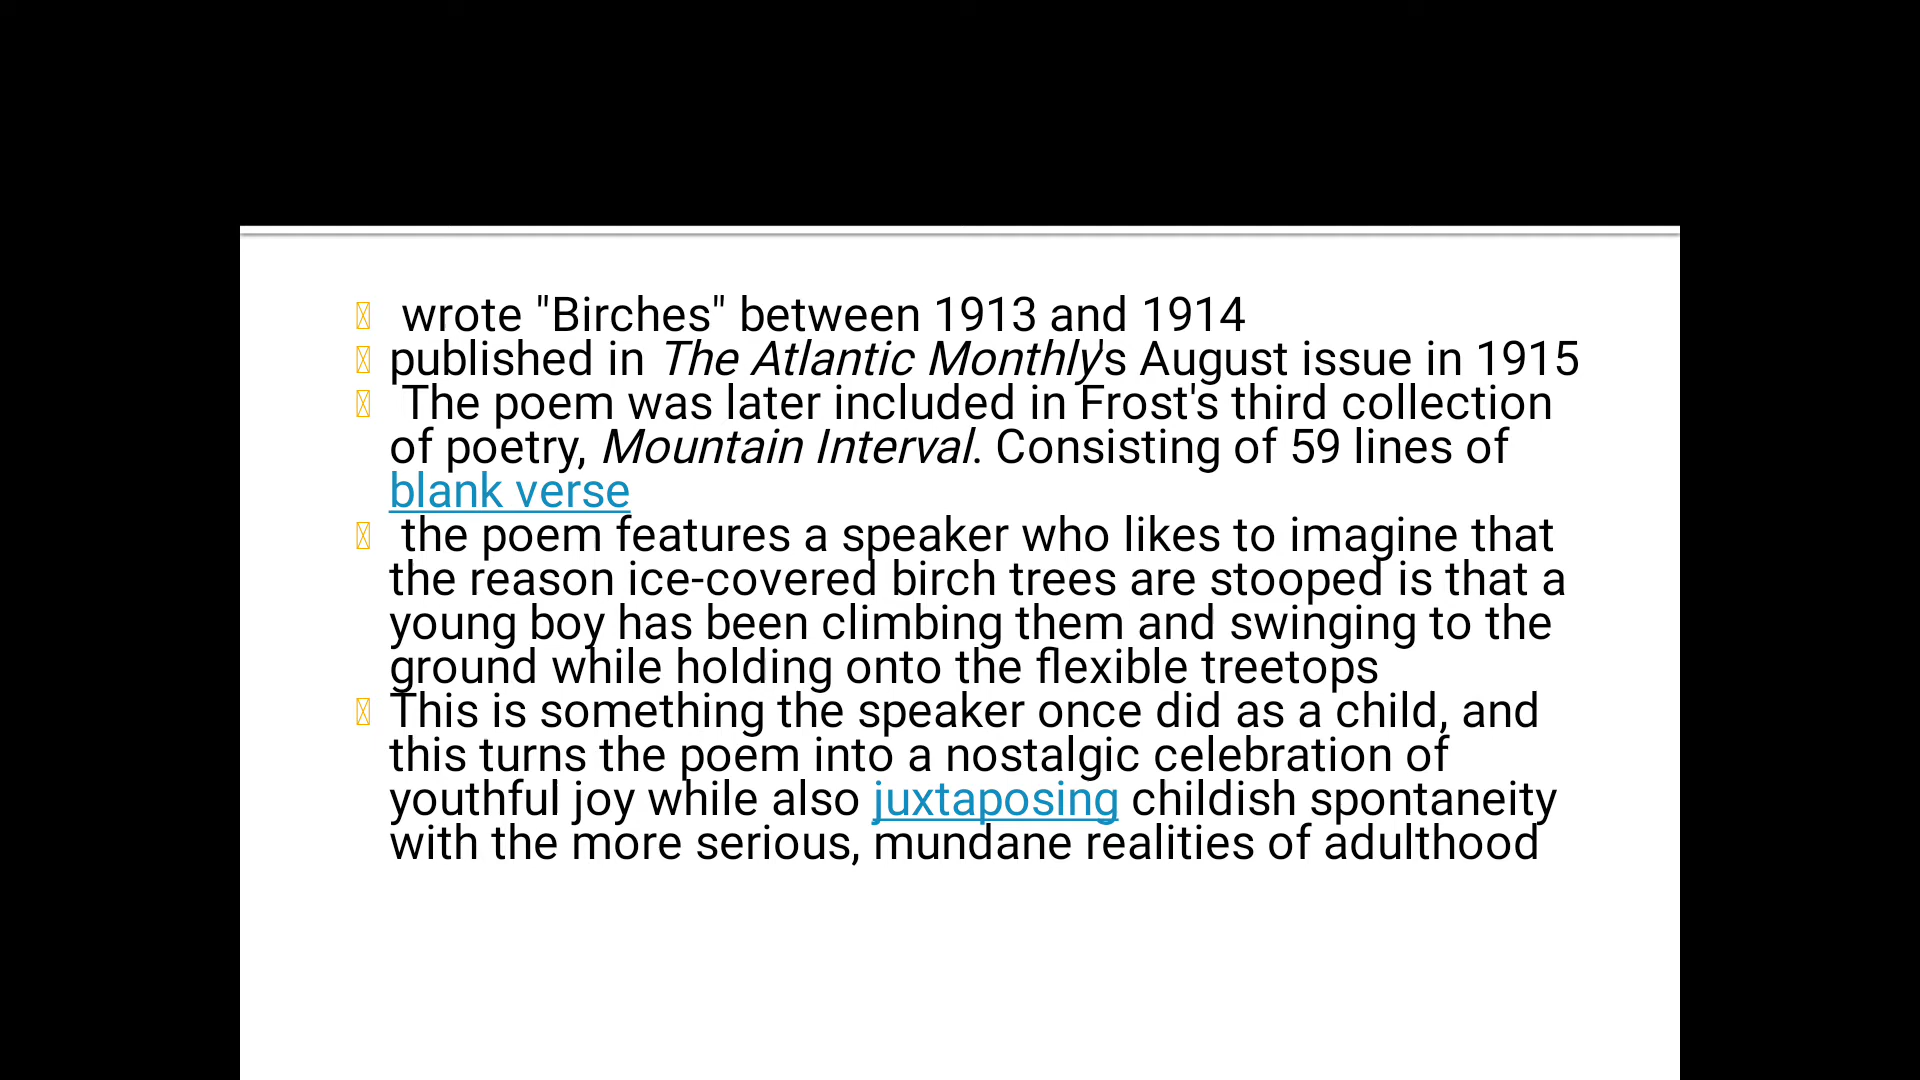 wrote "Birches" between 1913 and 1914
published in The Atlantic Monthly's August issue in 1915
The poem was later included in Frost's third collection
of poetry, Mountain Interval. Consisting of 59 lines of
blank verse
the poem features a speaker who likes to imagine that
the reason ice-covered birch trees are stooped is that a
young boy has been climbing them and swinging to the
ground while holding onto the flexible treetops
This is something the speaker once did as a child, and
this turns the poem into a nostalgic celebration of
youthful joy while also juxtaposing childish spontaneity
with the more serious, mundane realities of adulthood